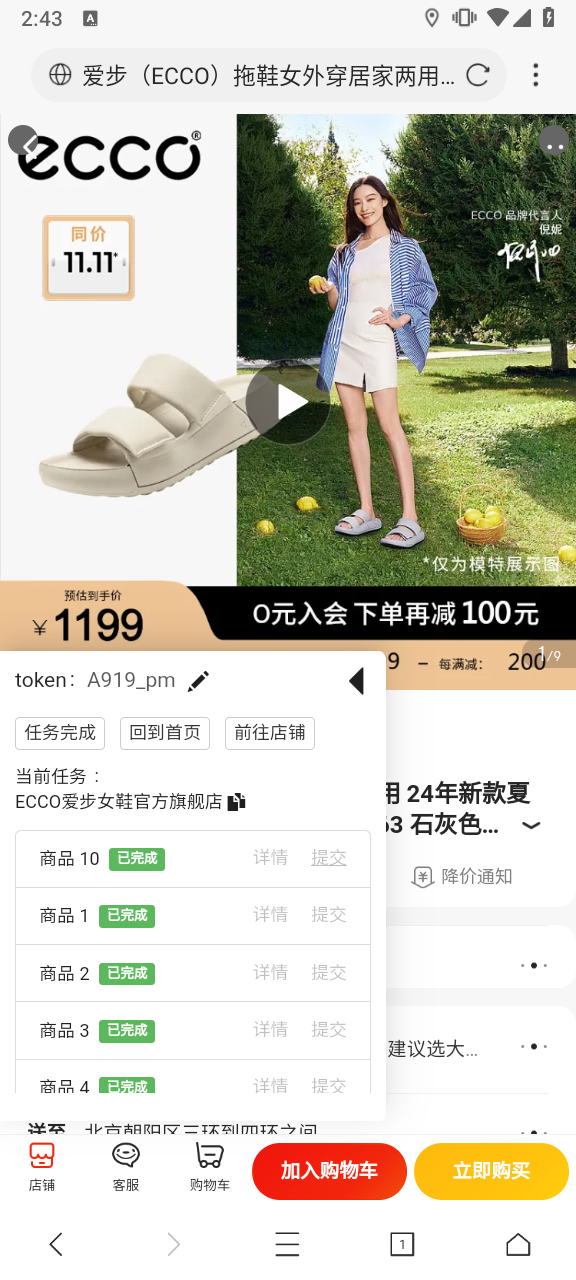 2:43
A
爱步（ECCO）拖鞋女外穿居家两用...
ecco®
同价
11.11*
ECCO 品牌代言人
倪妮
*仅为模特展示图
预估到手价
￥1199
0元入会 下单再减100元
9 – 每满减： 200
1/9
token： A919_pm
任务完成 回到首页 前往店铺
当前任务 ：
ECCO爱步女鞋官方旗舰店
用 24年新款夏
63 石灰色...
降价通知
商品 10 已完成 详情 提交
商品 1 已完成 详情 提交
商品 2 已完成 详情 提交
商品 3 已完成 详情 提交
建议选大...
商品 4 已完成 详情 提交
送至 北京朝阳区三环到四环之间
店铺 客服 购物车 加入购物车 立即购买
1